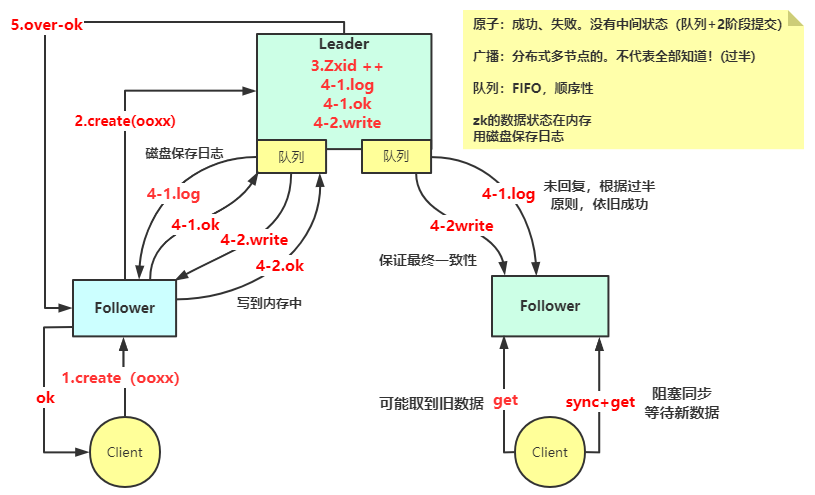 5.over-ok
Leader
3.Zxid ++
4-1.log
4-1.ok
4-2.write
原子：成功、失败。没有中间状态（队列+2阶段提交)
广播：分布式多节点的。不代表全部知道！(过半)
队列：FIFO，顺序性
zk的数据状态在内存
用磁盘保存日志
2.create(ooxx)
磁盘保存日志
队列
队列
4-1.log
4-1.ok
4-2.write
4-2.ok
写到内存中
4-1.log
4-2write
未回复，根据过半
原则，依旧成功
保证最终一致性
Follower
Follower
1.create（ooxx）
ok
Client
可能取到旧数据
get
sync+get
阻塞同步
等待新数据
Client